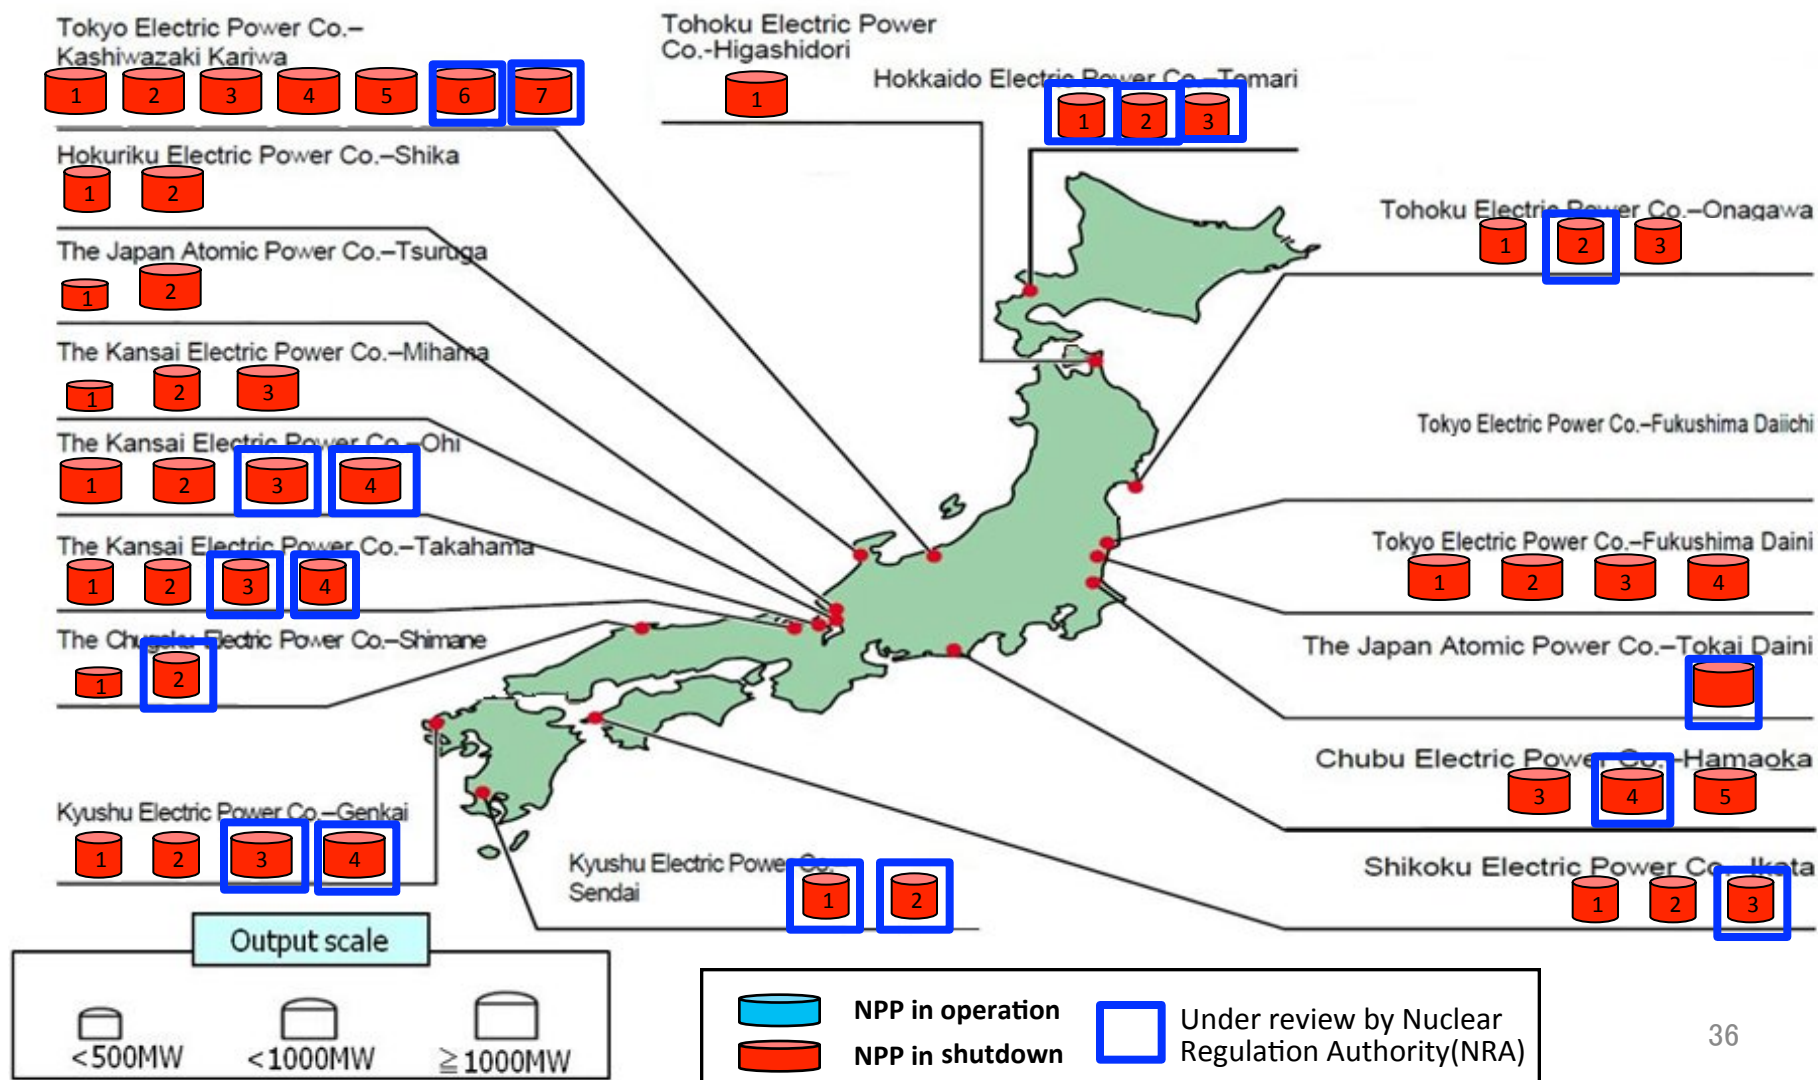 Tokyo Electric Power Co.–
Kashiwazaki Kariwa
1 2 3 4 5 6 7
Hokuriku Electric Power Co.–Shika
1 2
The Japan Atomic Power Co.–Tsuruga
1 2
The Kansai Electric Power Co.–Mihama
1 2 3
The Kansai Electric Power Co.–Ohi
1 2 3 4
The Kansai Electric Power Co.–Takahama
1 2 3 4
The Chugoku Electric Power Co.–Shimane
1 2
Kyushu Electric Power Co.–Genkai
1 2 3 4
Kyushu Electric Power Co.
Sendai
1 2
Tohoku Electric Power
Co.-Higashidori
1
Hokkaido Electric Power Co.–Tomari
1 2 3
Tohoku Electric Power Co.–Onagawa
1 2 3
Tokyo Electric Power Co.–Fukushima Daiichi
Tokyo Electric Power Co.–Fukushima Daini
1 2 3 4
The Japan Atomic Power Co.–Tokai Daini
Chubu Electric Power Co.–Hamaoka
3 4 5
Shikoku Electric Power Co.–Ikata
1 2 3
Output scale
<500MW <1000MW ≧1000MW
NPP in operation
NPP in shutdown
Under review by Nuclear
Regulation Authority(NRA)
36